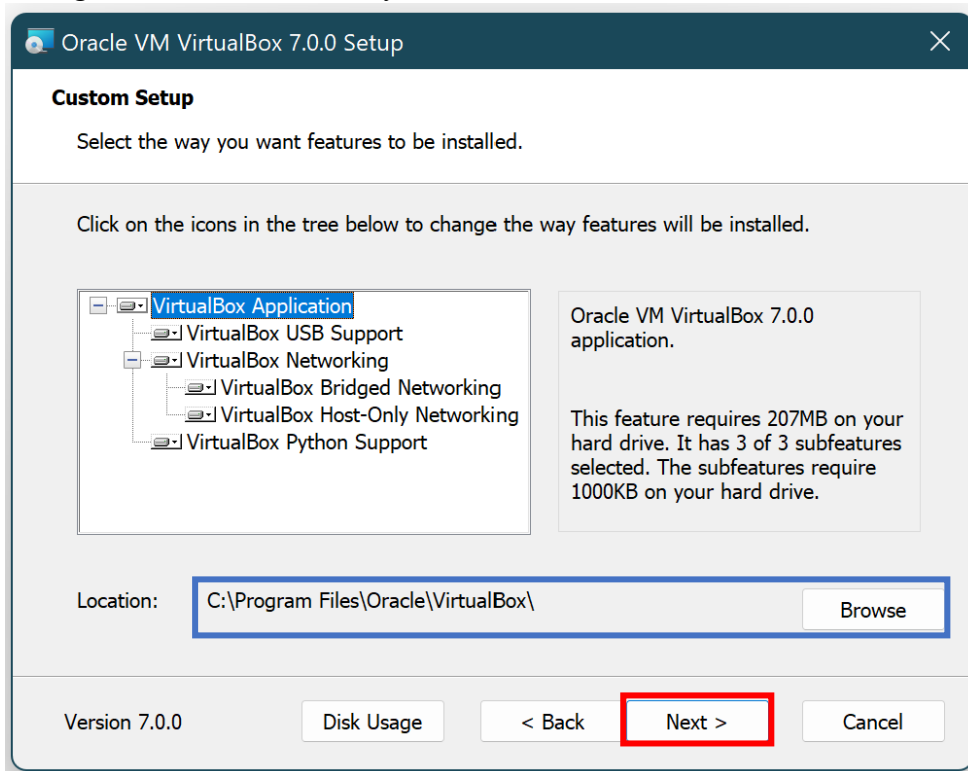 Oracle VM VirtualBox 7.0.0 Setup
Custom Setup
Select the way you want features to be installed.
Click on the icons in the tree below to change the way features will be installed.
VirtualBox Application
VirtualBox USB Support
VirtualBox Networking
VirtualBox Bridged Networking
VirtualBox Host-Only Networking
VirtualBox Python Support
Oracle VM VirtualBox 7.0.0
application.
This feature requires 207MB on your
hard drive. It has 3 of 3 subfeatures
selected. The subfeatures require
1000KB on your hard drive.
Location: C:\Program Files\Oracle\VirtualBox\ Browse
Version 7.0.0 Disk Usage < Back Next > Cancel